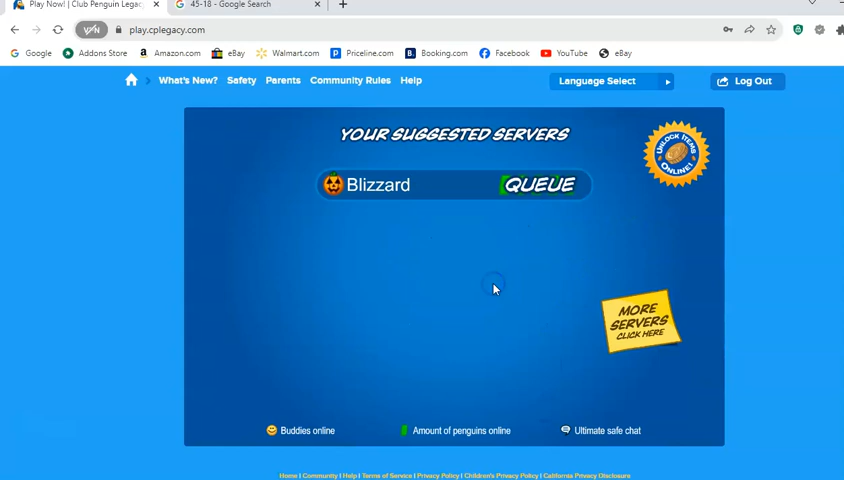 Play Now! | Club Penguin Legac
45-18 - Google Search
VPN
play.cplegacy.com
Google Addons Store Amazon.com eBay Walmart.com Priceline.com Booking.com Facebook YouTube eBay
What's New? Safety Parents Community Rules Help Language Select Log Out
YOUR SUGGESTED SERVERS
UNLOCK ITEMS ONLINE!
Blizzard QUEUE
MORE
SERVERS
CLICK HERE
Buddies online Amount of penguins online Ultimate safe chat
Home | Community | Help | Terms of Service | Privacy Policy | Children's Privacy Policy | California Privacy Disclosure